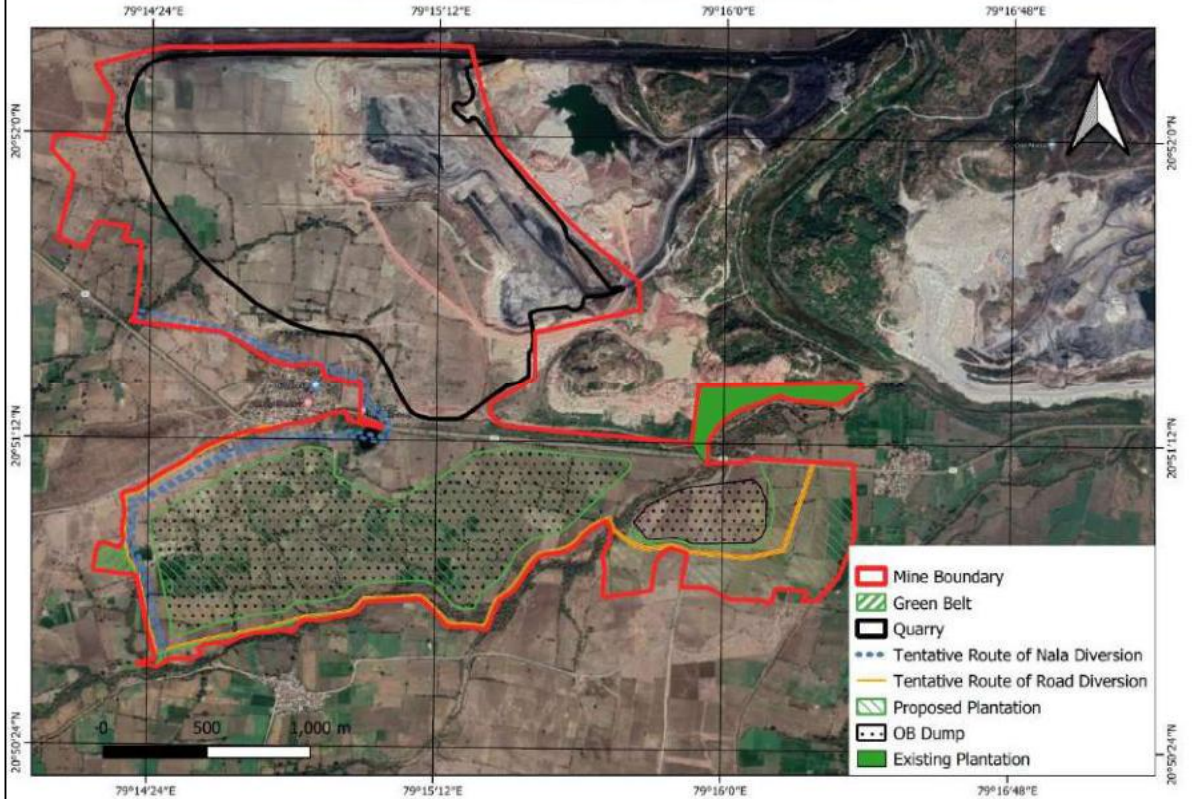 79°14'24"E 79°15'12"E 79°16'0"E 79°16'48"E
20°52'0"N 20°52'0"N
20°51'12"N 20°51'12"N
20°50'24"N 20°50'24"N
Mine Boundary
Green Belt
Quarry
Tentative Route of Nala Diversion
Tentative Route of Road Diversion
Proposed Plantation
OB Dump
Existing Plantation
-0 500 1,000 m
79°14'24"E 79°15'12"E 79°16'0"E 79°16'48"E